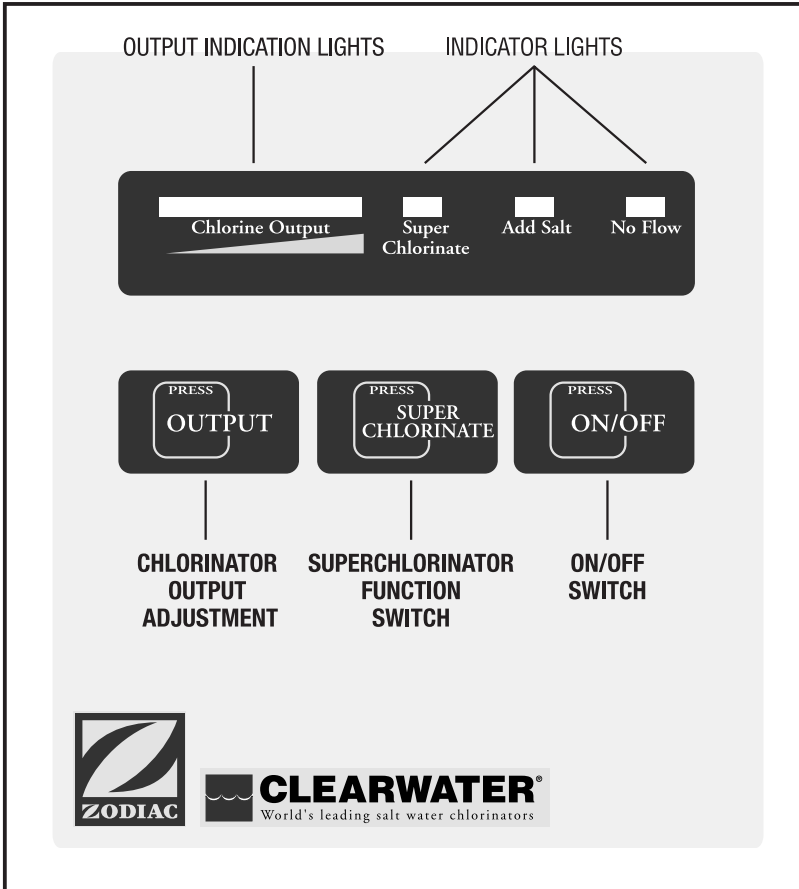 OUTPUT INDICATION LIGHTS
INDICATOR LIGHTS
Chlorine Output
Super
Chlorinate
Add Salt
No Flow
PRESS
OUTPUT
PRESS
SUPER
CHLORINATE
PRESS
ON/OFF
CHLORINATOR
OUTPUT
ADJUSTMENT
SUPERCHLORINATOR
FUNCTION
SWITCH
ON/OFF
SWITCH
ZODIAC
CLEARWATER®
World's leading salt water chlorinators